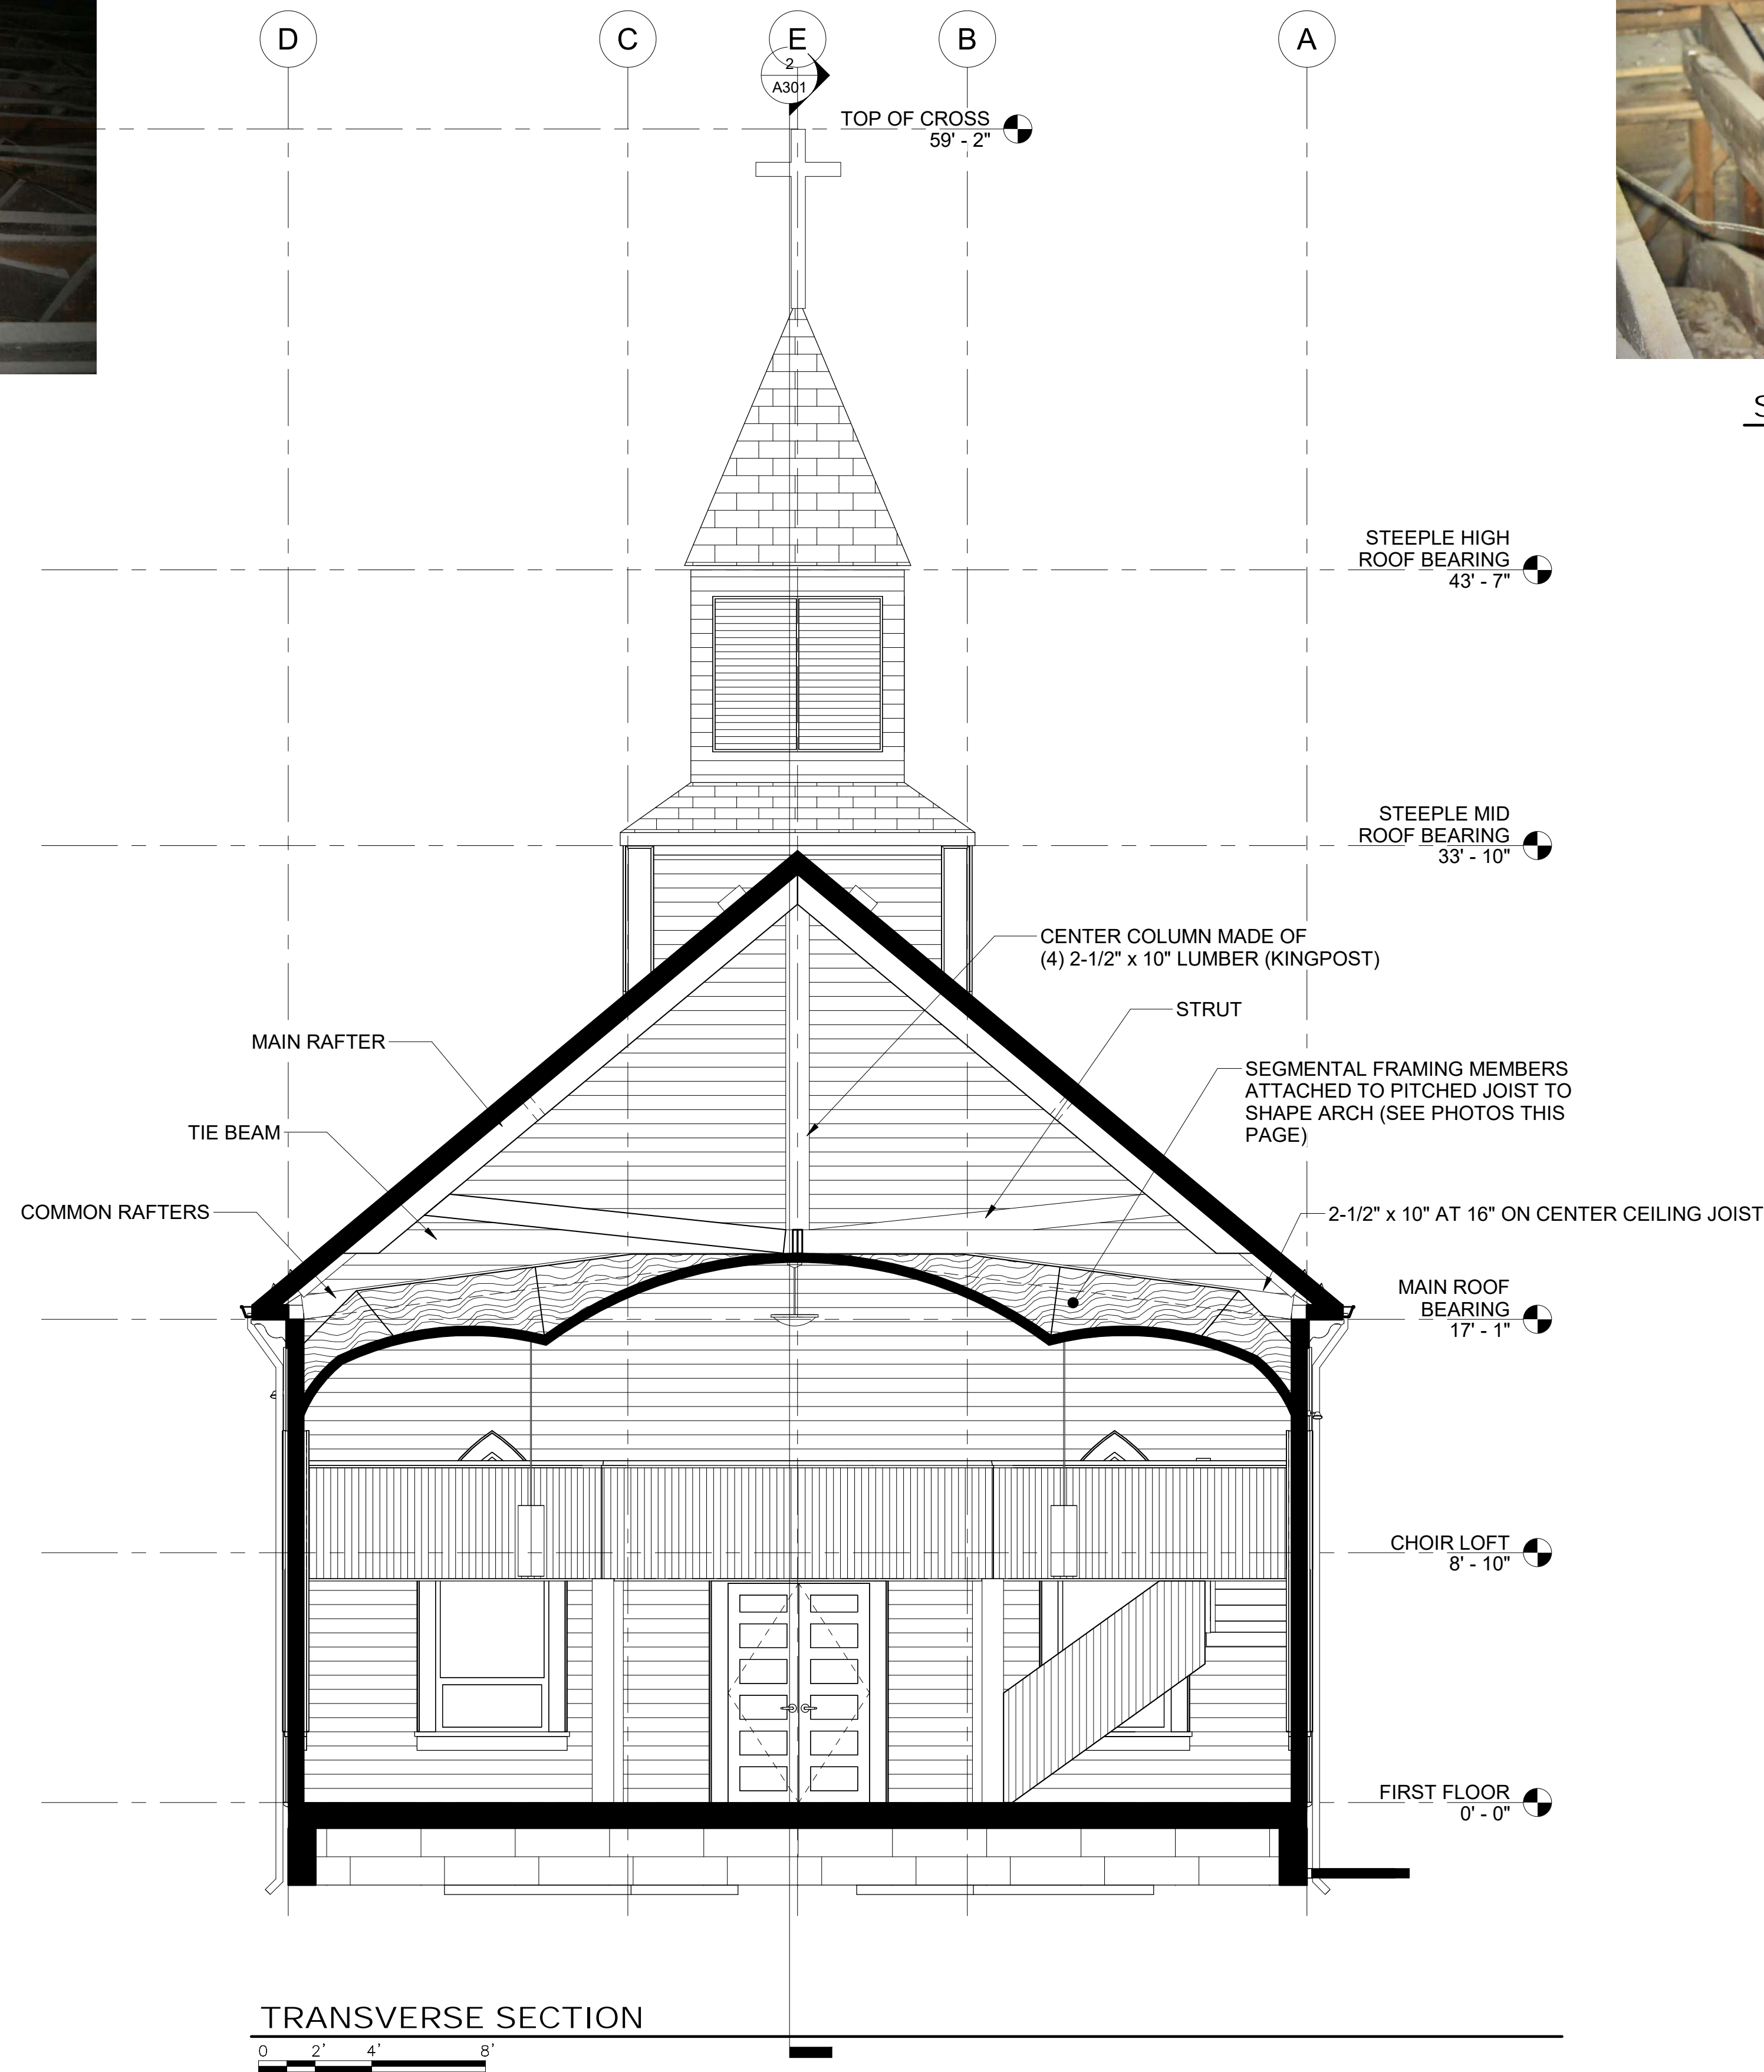 D
C
E
B
A
2
A301
TOP OF CROSS
59' - 2"
S
STEEPLE HIGH
ROOF BEARING
43' - 7"
STEEPLE MID
ROOF BEARING
33' - 10"
CENTER COLUMN MADE OF
(4) 2-1/2" x 10" LUMBER (KINGPOST)
STRUT
MAIN RAFTER
SEGMENTAL FRAMING MEMBERS
ATTACHED TO PITCHED JOIST TO
SHAPE ARCH (SEE PHOTOS THIS
PAGE)
TIE BEAM
COMMON RAFTERS
2-1/2" x 10" AT 16" ON CENTER CEILING JOIST
MAIN ROOF
BEARING
17' - 1"
CHOIR LOFT
8' - 10"
FIRST FLOOR
0' - 0"
TRANSVERSE SECTION
0 2' 4' 8'